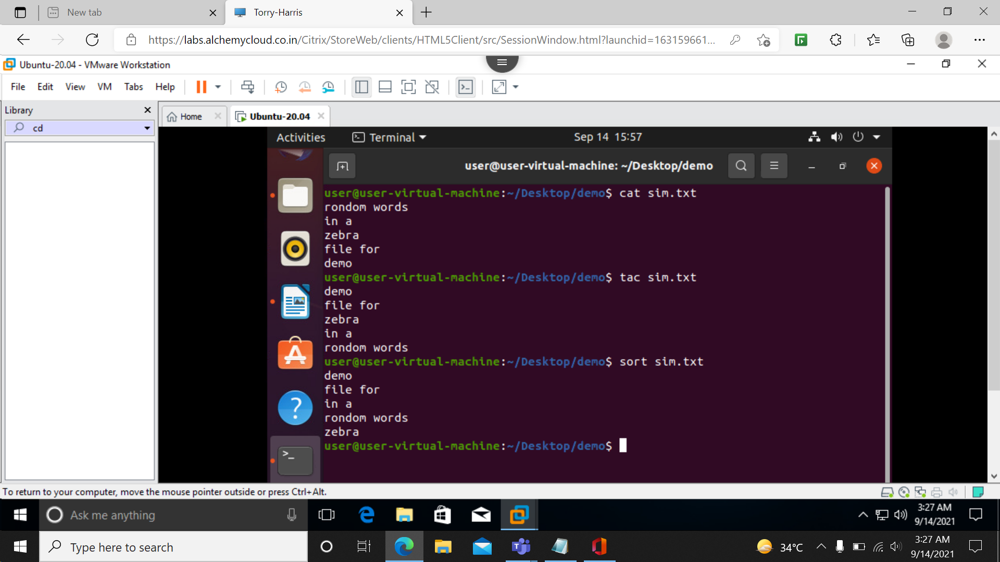 New tab
Torry-Harris
https://labs.alchemycloud.co.in/Citrix/StoreWeb/clients/HTML5Client/src/SessionWindow.html?launchid=163159661...
Ubuntu-20.04 - VMware Workstation
File Edit View VM Tabs Help
Library
cd
Home
Ubuntu-20.04
Activities
Terminal
Sep 14 15:57
user@user-virtual-machine: ~/Desktop/demo
user@user-virtual-machine:~/Desktop/demo$ cat sim.txt
rondom words
in a
zebra
file for
demo
user@user-virtual-machine:~/Desktop/demo$ tac sim.txt
demo
file for
zebra
in a
rondom words
user@user-virtual-machine:~/Desktop/demo$ sort sim.txt
demo
file for
in a
rondom words
zebra
user@user-virtual-machine:~/Desktop/demo$
To return to your computer, move the mouse pointer outside or press Ctrl+Alt.
Ask me anything
3:27 AM
9/14/2021
Type here to search
34°C
3:27 AM
9/14/2021